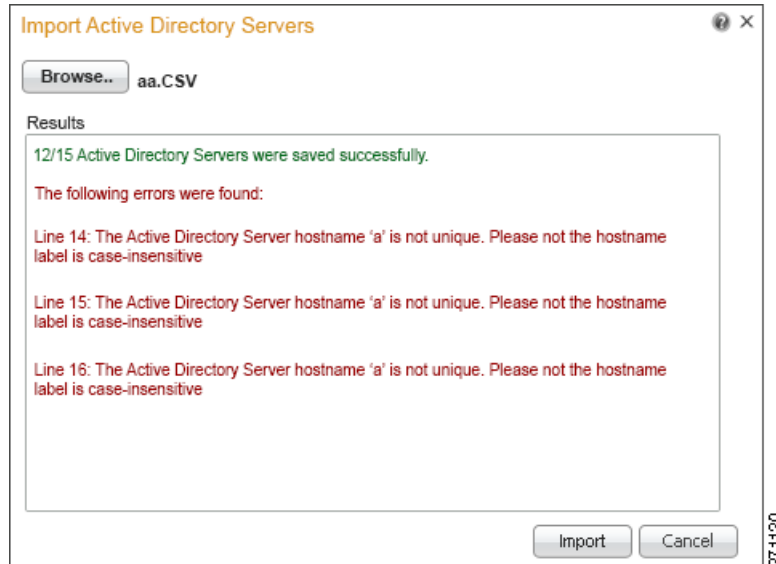 Import Active Directory Servers
Browse.. aa.CSV
Results
12/15 Active Directory Servers were saved successfully.
The following errors were found:
Line 14: The Active Directory Server hostname ‘a’ is not unique. Please not the hostname
label is case-insensitive
Line 15: The Active Directory Server hostname ‘a’ is not unique. Please not the hostname
label is case-insensitive
Line 16: The Active Directory Server hostname ‘a’ is not unique. Please not the hostname
label is case-insensitive
Import Cancel